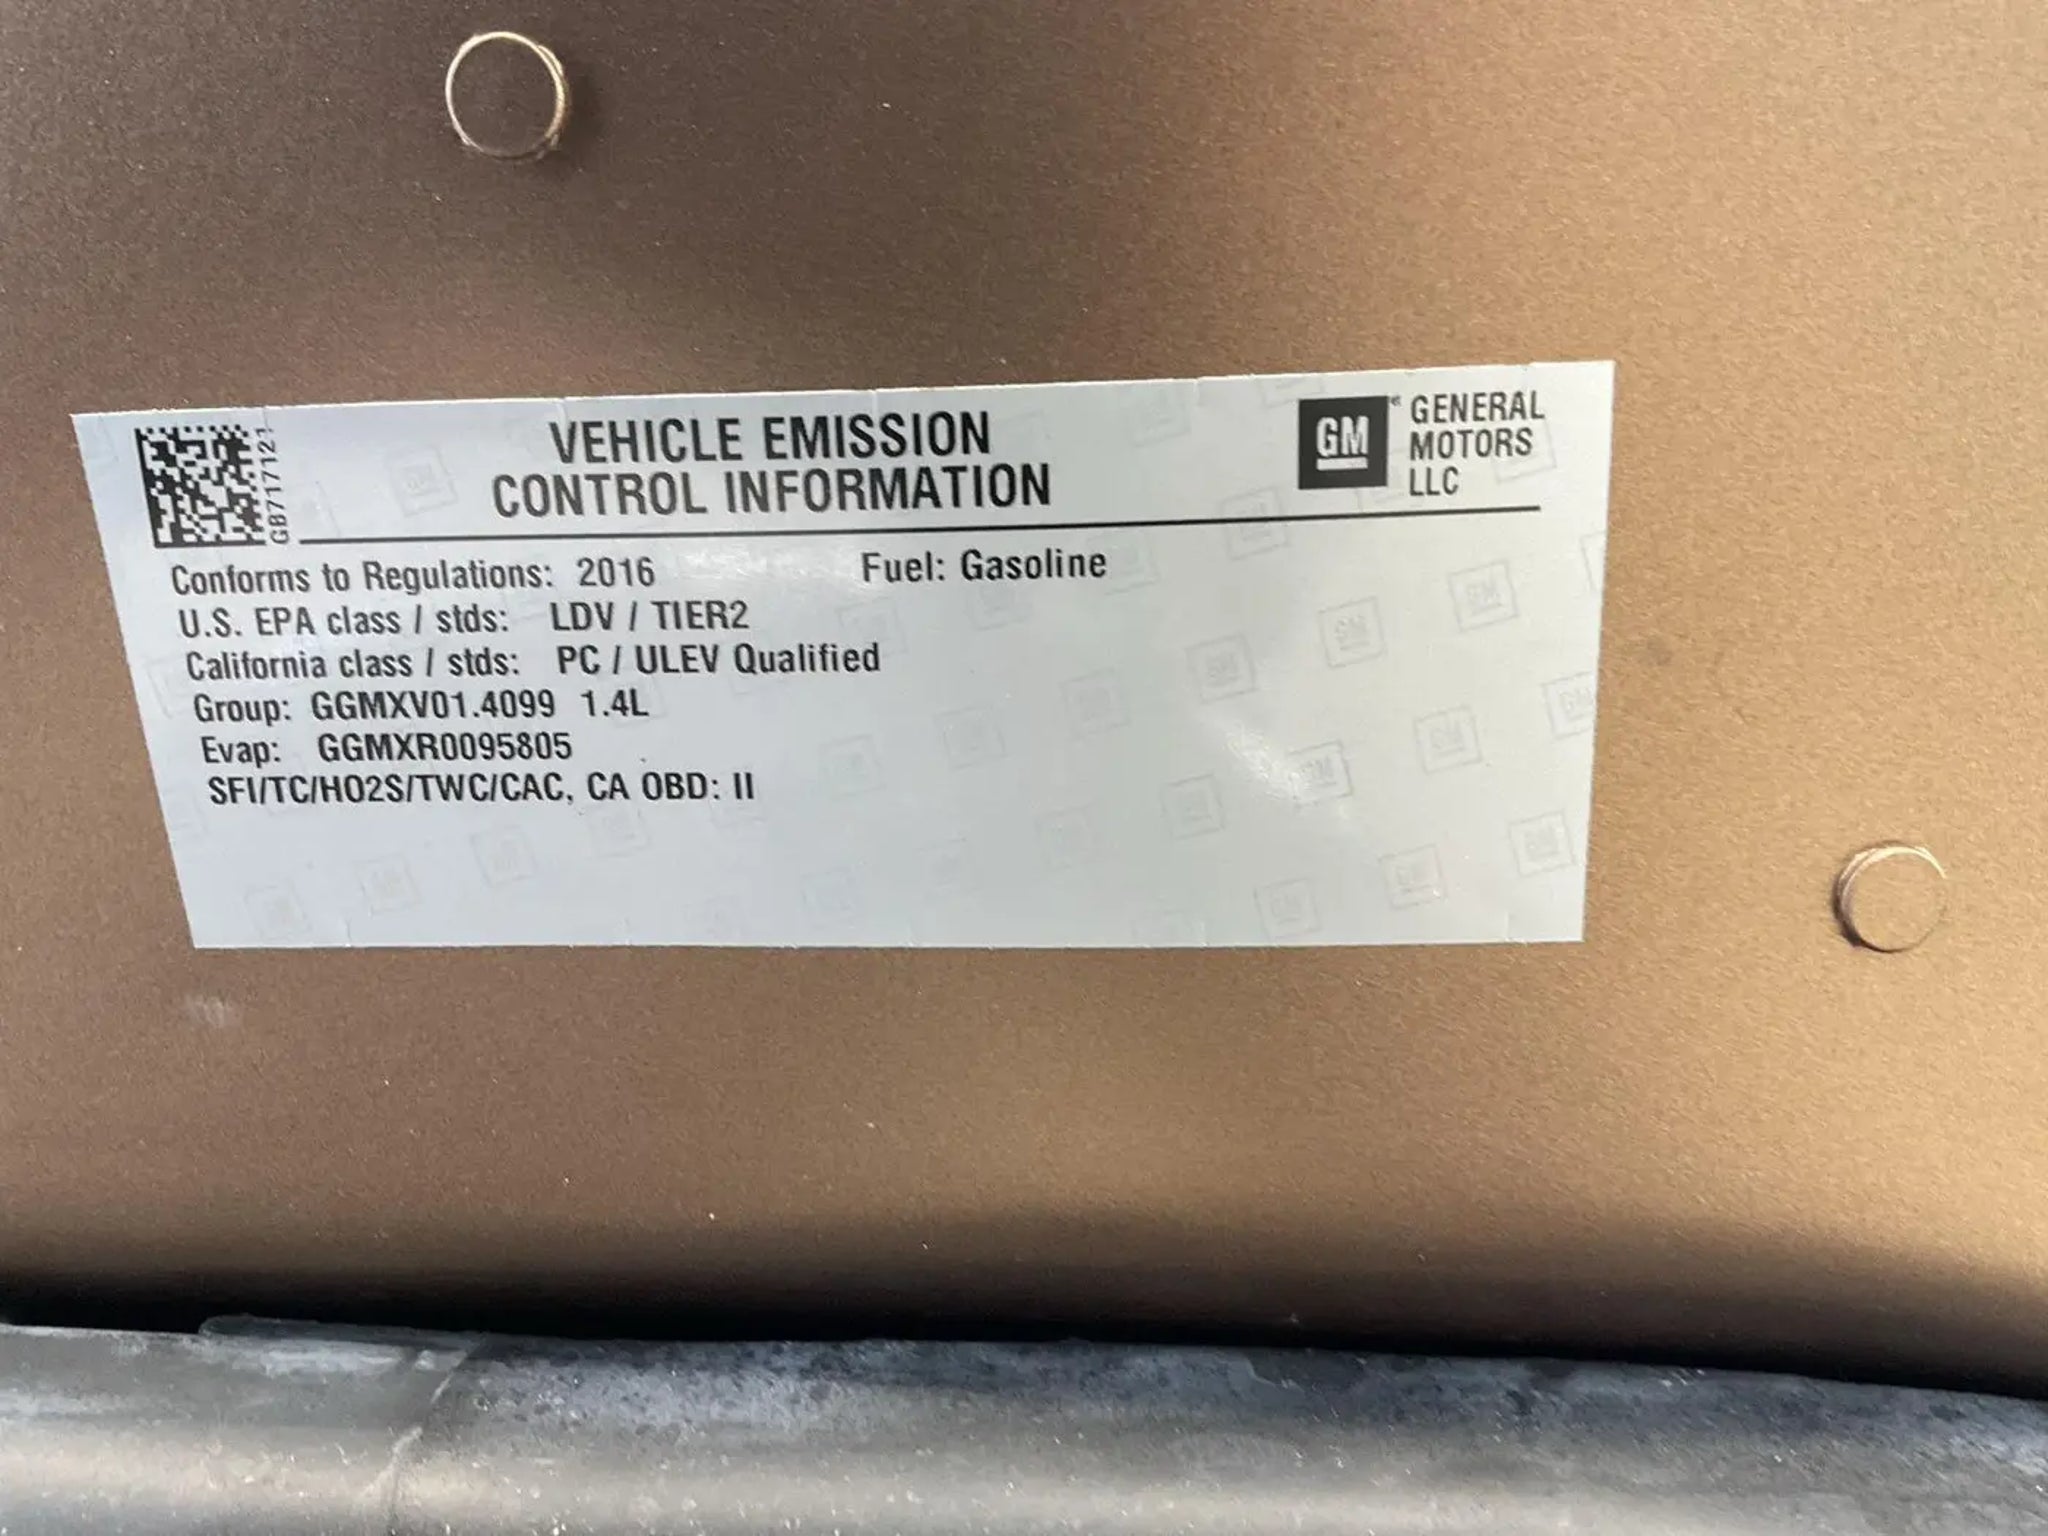 GB717121
VEHICLE EMISSION
CONTROL INFORMATION
GM
GENERAL
MOTORS
LLC
Conforms to Regulations: 2016 Fuel: Gasoline
U.S. EPA class / stds: LDV / TIER2
California class / stds: PC / ULEV Qualified
Group: GGMXV01.4099 1.4L
Evap: GGMXR0095805
SFI/TC/HO2S/TWC/CAC, CA OBD: II